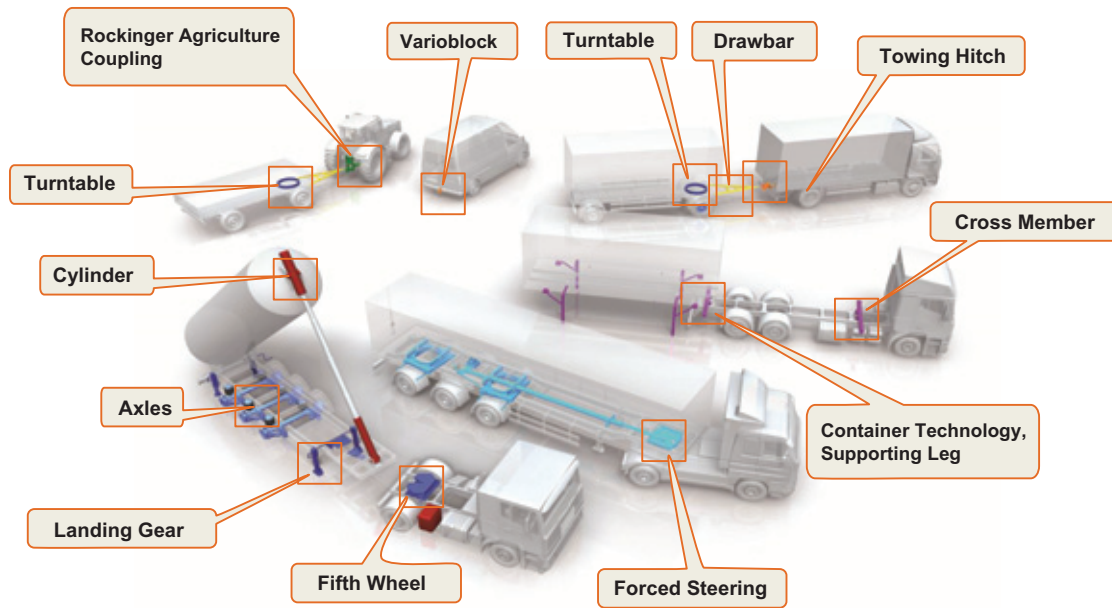 Rockinger Agriculture
Coupling
Varioblock
Turntable
Drawbar
Towing Hitch
Turntable
Cross Member
Cylinder
Axles
Container Technology,
Supporting Leg
Landing Gear
Fifth Wheel
Forced Steering